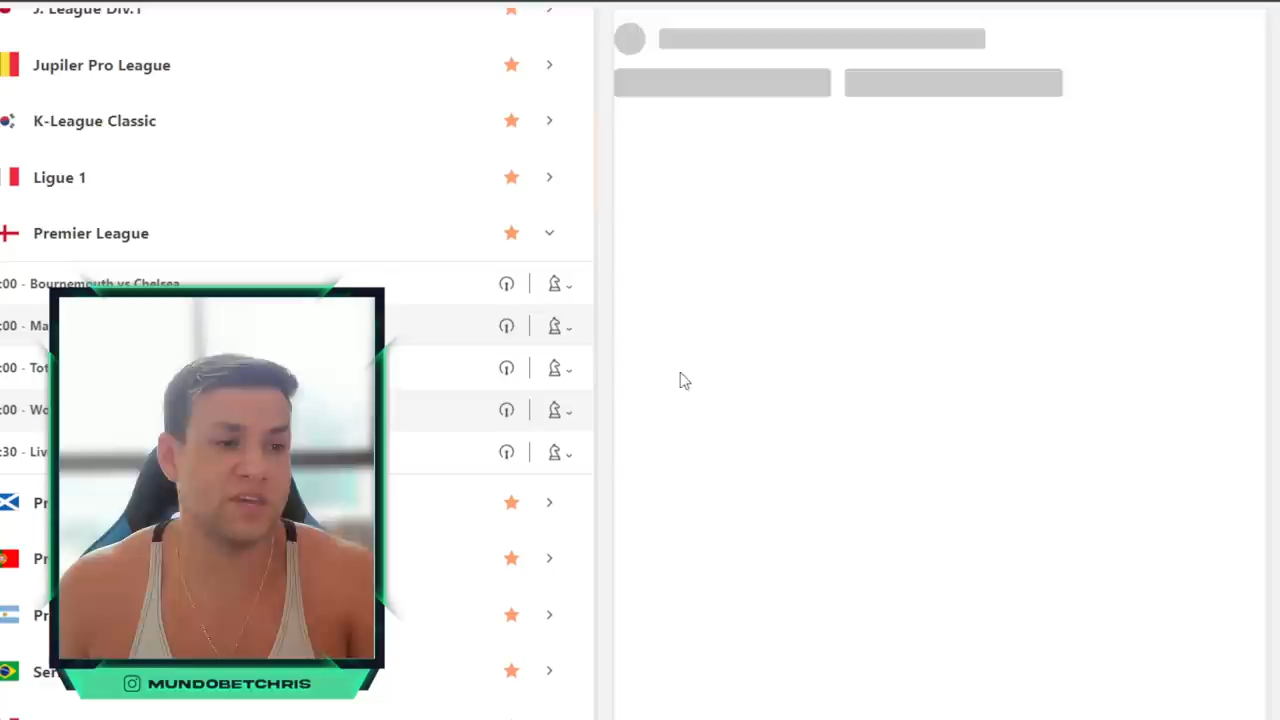 J. League Div.1
Jupiler Pro League
K-League Classic
Ligue 1
Premier League
:00 - Bournemouth vs Chelsea
:00 - Ma
:00 - Tot
:00 - Wo
:30 - Liv
Pr
Pr
Pr
Ser
MUNDOBETCHRIS